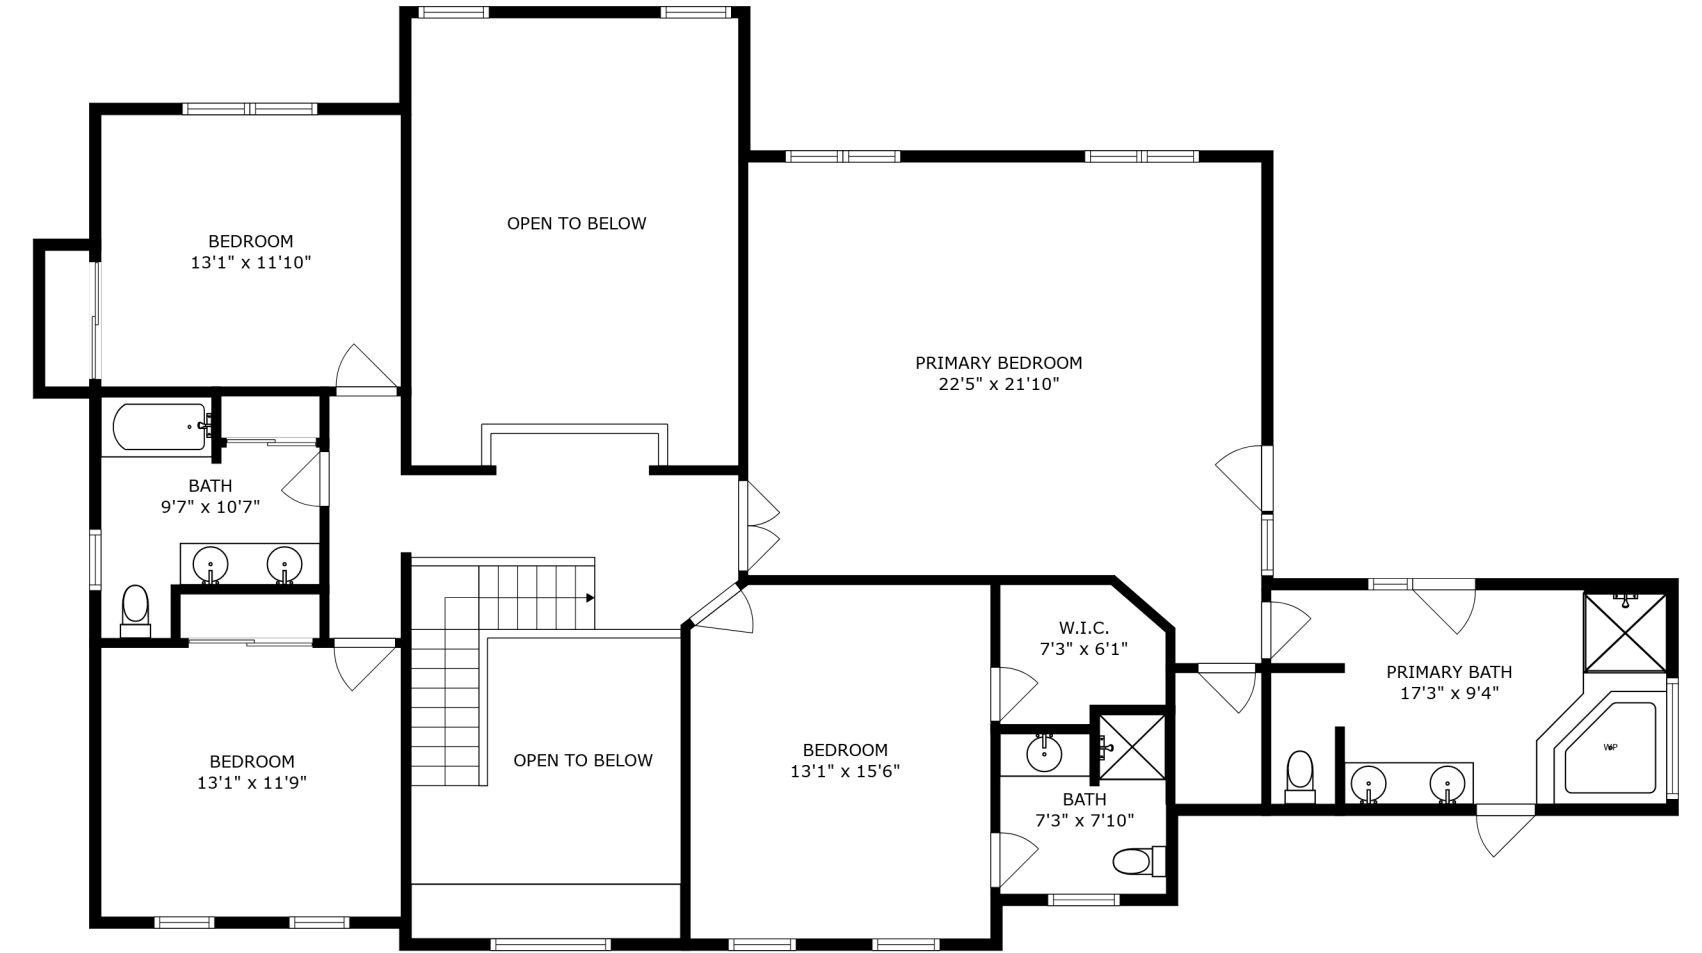 OPEN TO BELOW
BEDROOM
13'1" x 11'10"
PRIMARY BEDROOM
22'5" x 21'10"
BATH
9'7" x 10'7"
W.I.C.
7'3" x 6'1"
PRIMARY BATH
17'3" x 9'4"
BEDROOM
13'1" x 11'9"
OPEN TO BELOW
BEDROOM
13'1" x 15'6"
BATH
7'3" x 7'10"